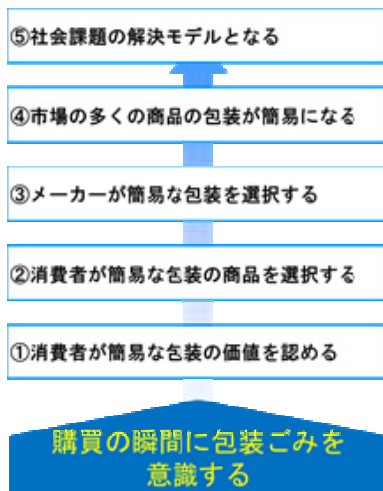 ⑤社会課題の解決モデルとなる
④市場の多くの商品の包装が簡易になる
③メーカーが簡易な包装を選択する
②消費者が簡易な包装の商品を選択する
①消費者が簡易な包装の価値を認める
購買の瞬間に包装ごみを
意識する